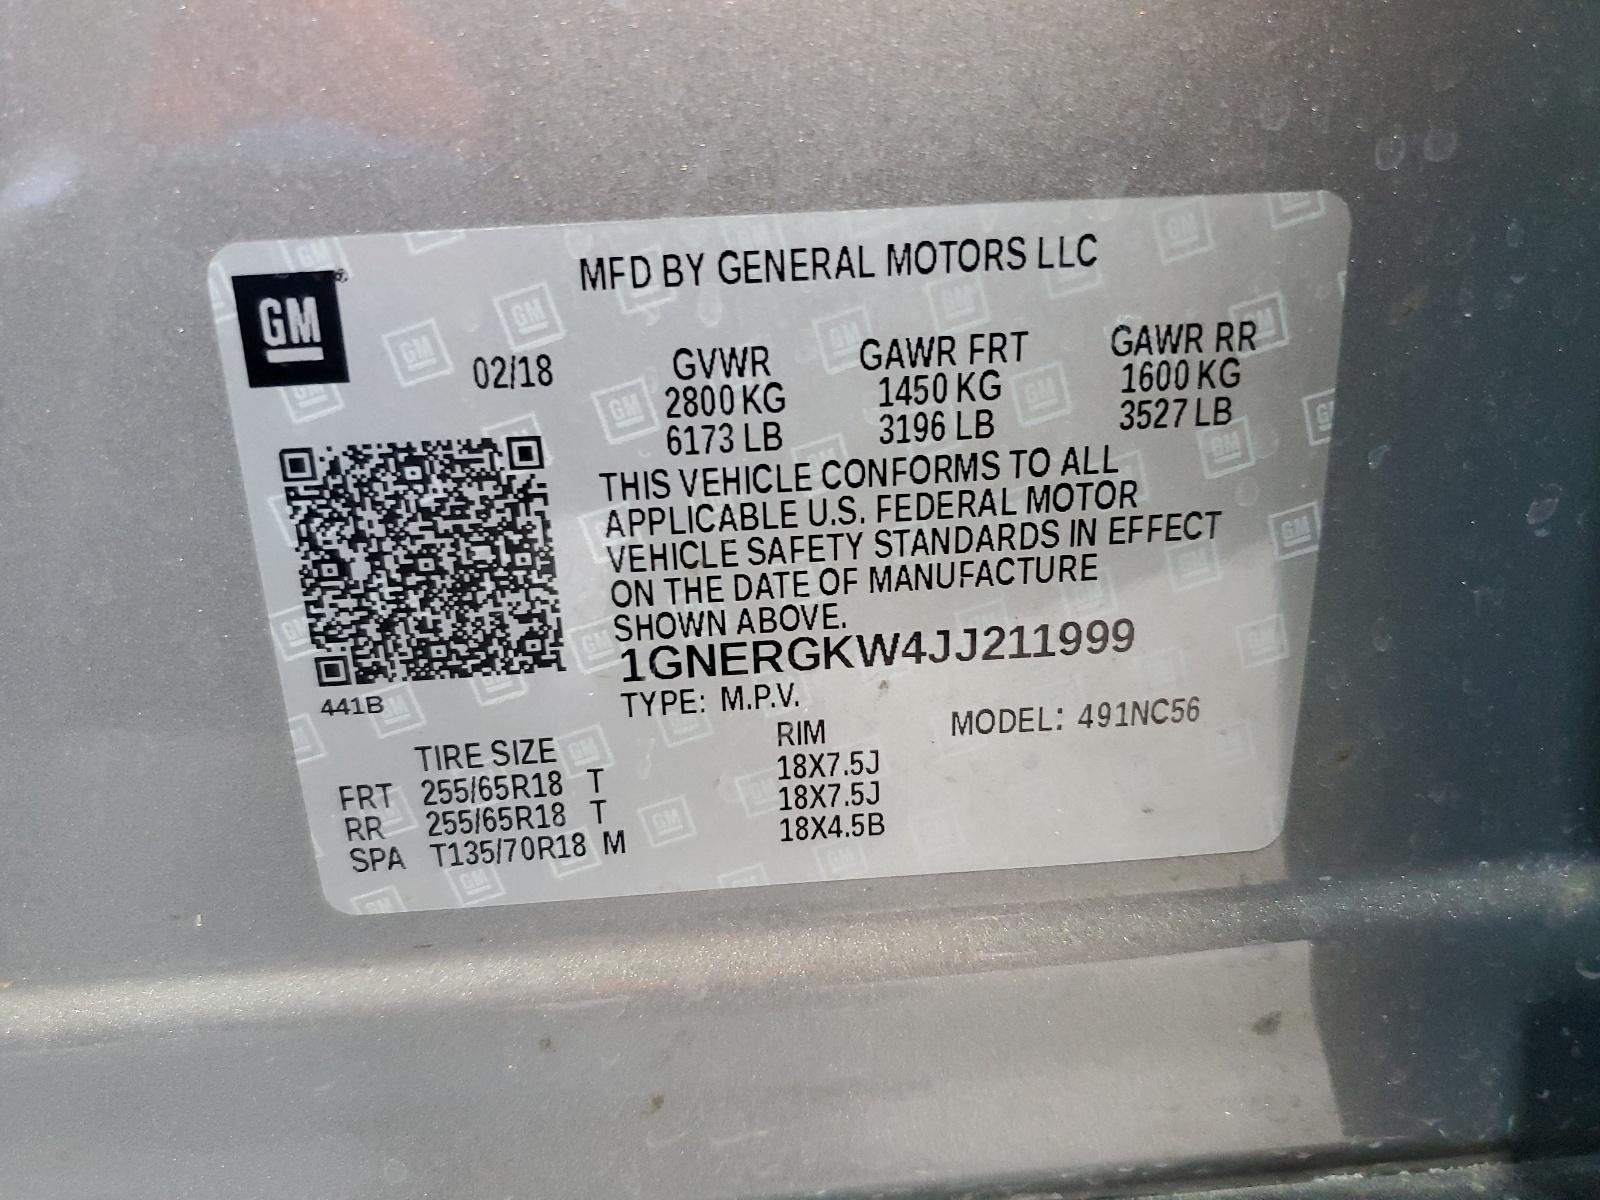 GM
MFD BY GENERAL MOTORS LLC
02/18 GVWR GAWR FRT GAWR RR
2800 KG 1450 KG 1600 KG
6173 LB 3196 LB 3527 LB
THIS VEHICLE CONFORMS TO ALL
APPLICABLE U.S. FEDERAL MOTOR
VEHICLE SAFETY STANDARDS IN EFFECT
ON THE DATE OF MANUFACTURE
SHOWN ABOVE.
1GNERGKW4JJ211999
441B
TYPE: M.P.V. MODEL: 491NC56
TIRE SIZE RIM
FRT 255/65R18 T 18X7.5J
RR 255/65R18 T 18X7.5J
SPA T135/70R18 M 18X4.5B